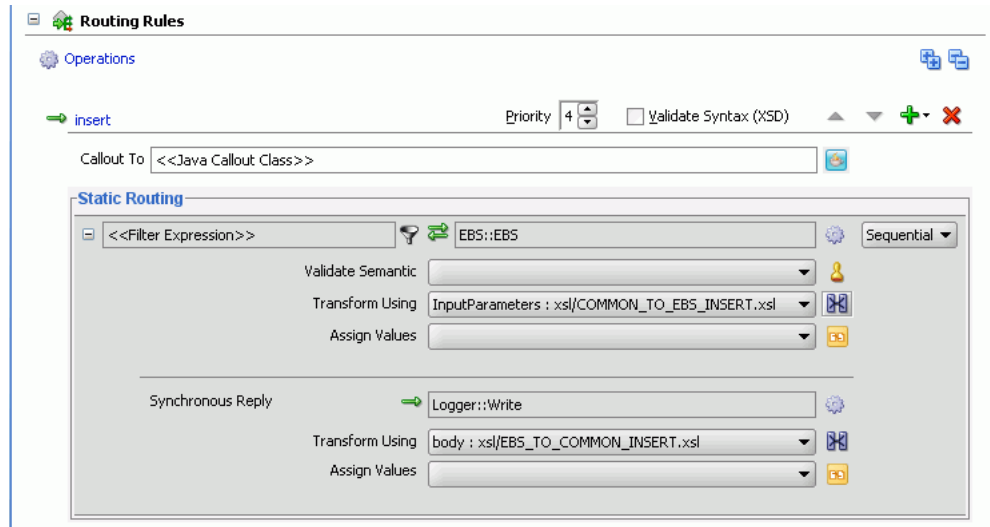 Routing Rules
Operations
insert Priority 4 Validate Syntax (XSD)
Callout To <<Java Callout Class>>
Static Routing
<<Filter Expression>> EBS::EBS Sequential
Validate Semantic
Transform Using InputParameters : xsl/COMMON_TO_EBS_INSERT.xsl
Assign Values
Synchronous Reply Logger::Write
Transform Using body : xsl/EBS_TO_COMMON_INSERT.xsl
Assign Values